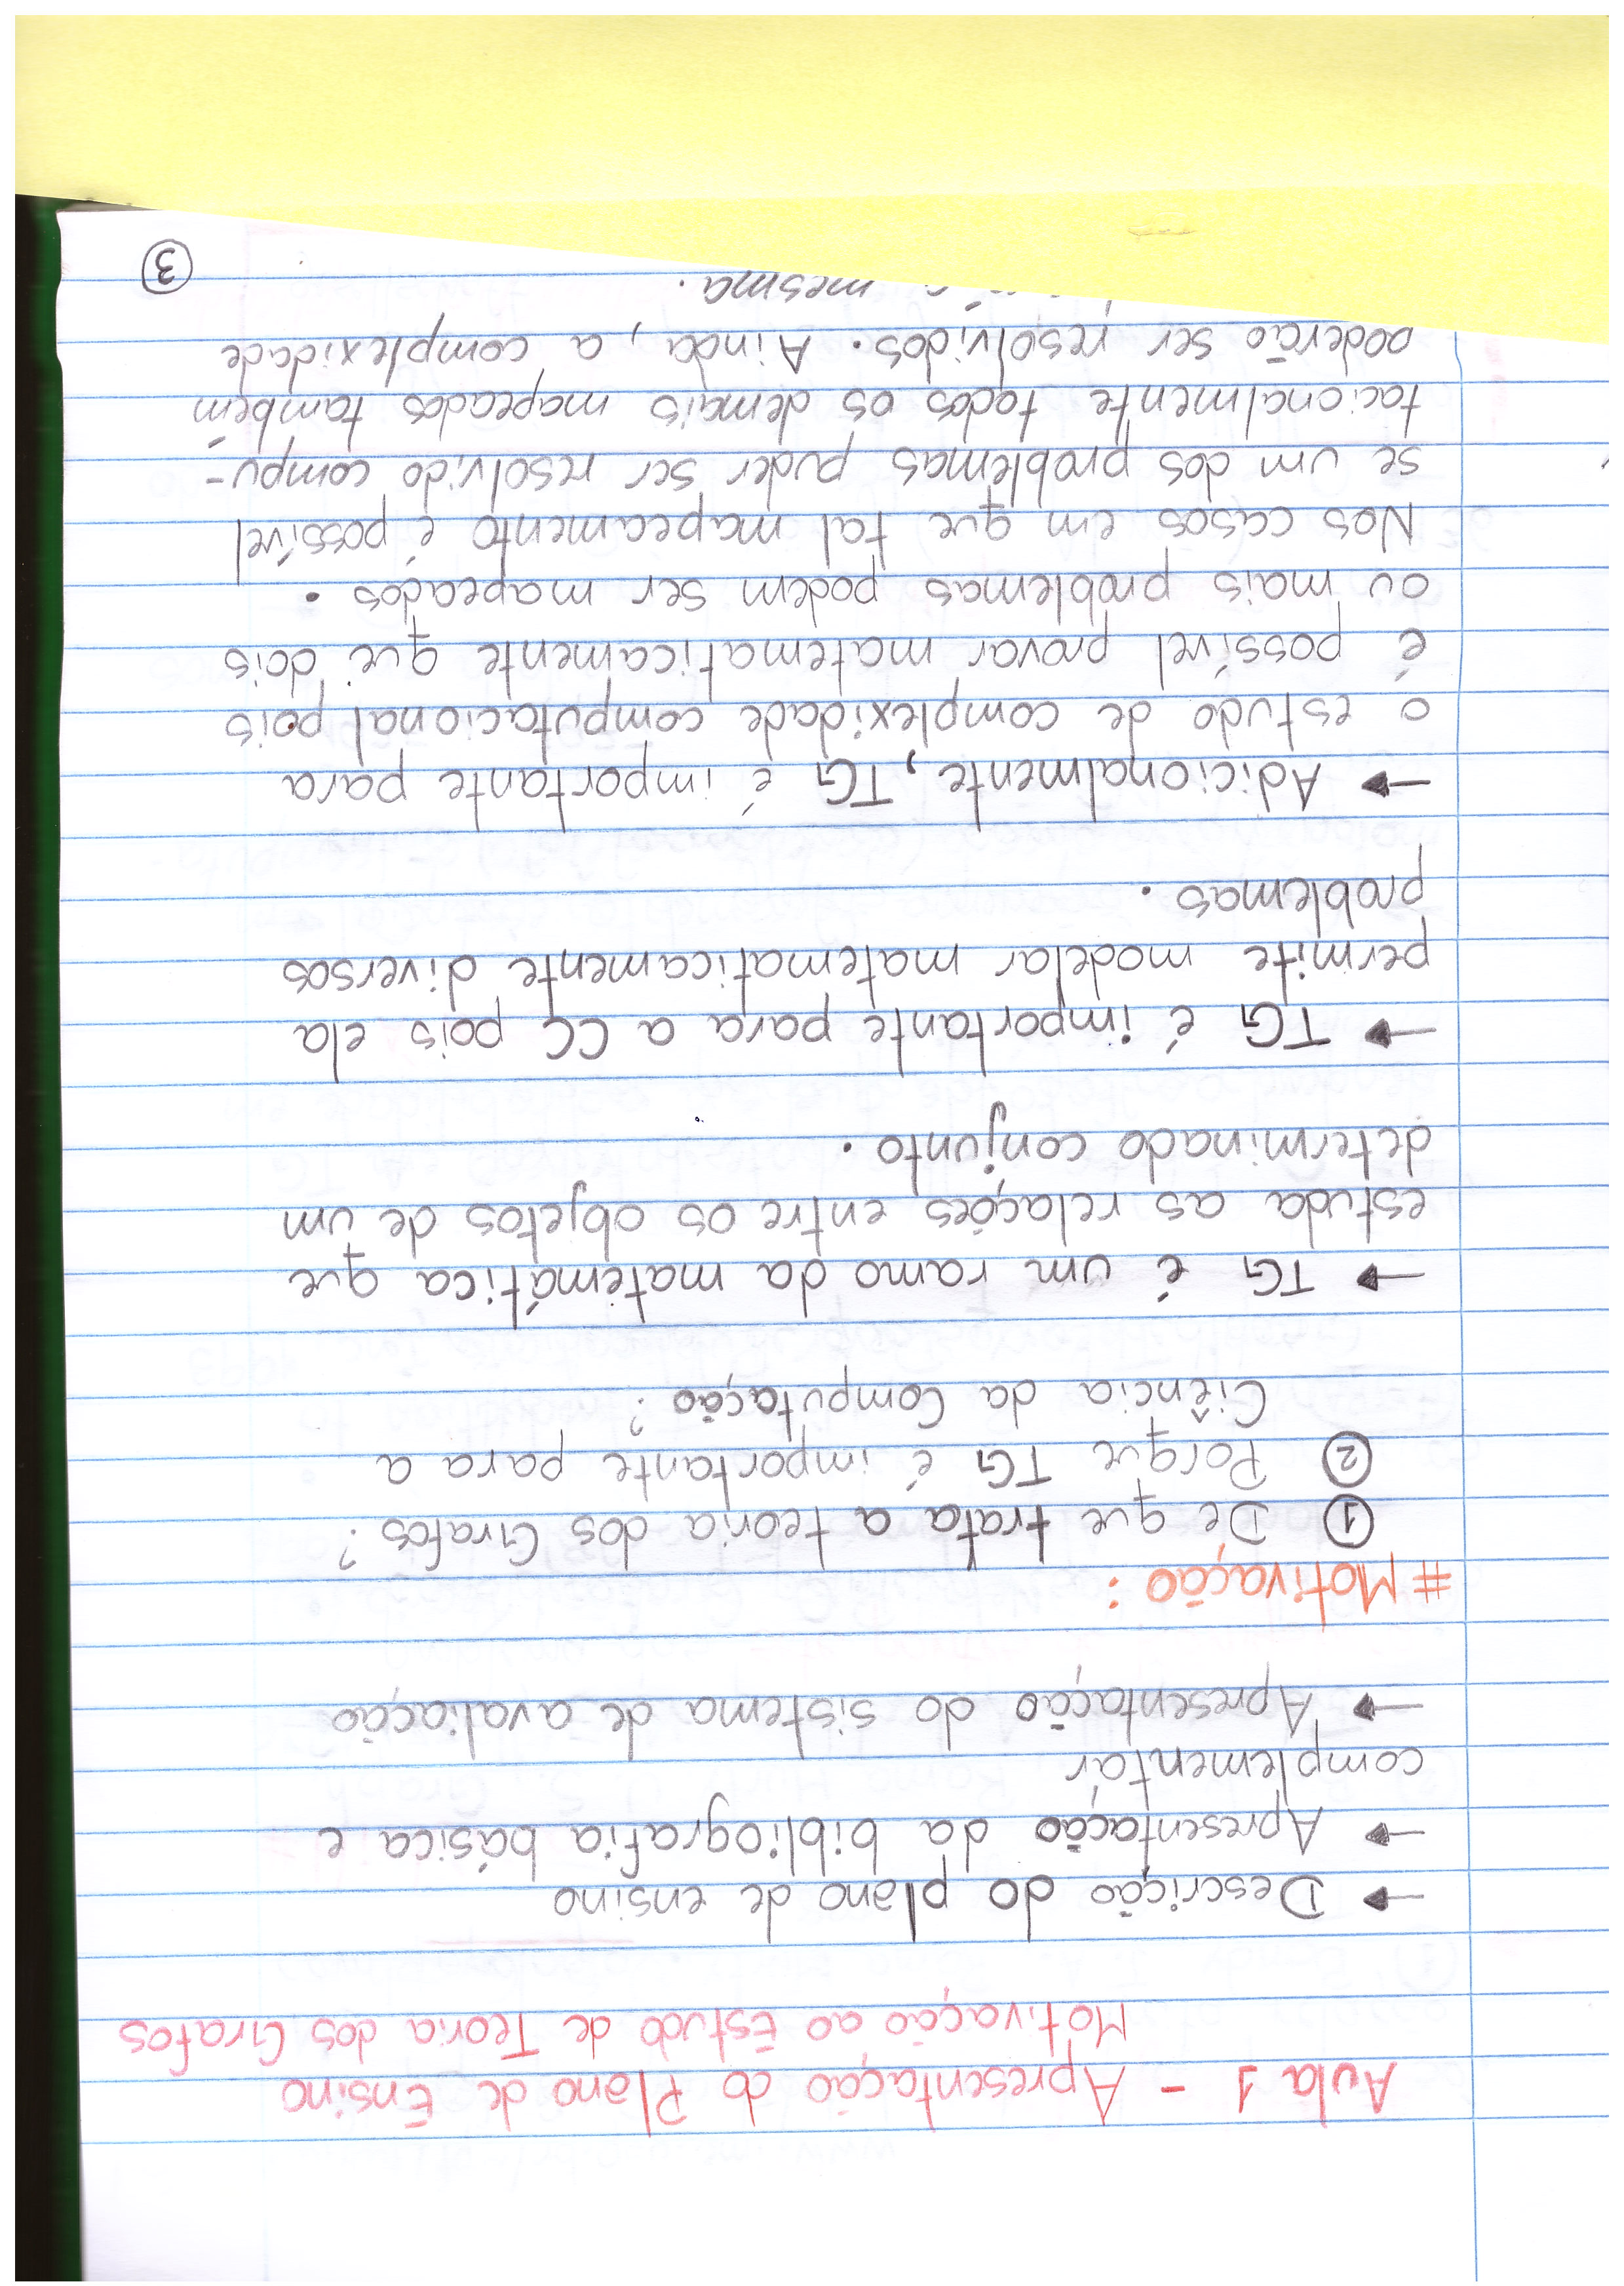 Aula 1 - Apresentação do Plano de Ensino
Motivação ao Estudo de Teoria dos Grafos
→ Descrição do plano de ensino
→ Apresentação da bibliografia básica e
complementar
→ Apresentação do sistema de avaliação
# Motivação:
① De que trata a teoria dos Grafos?
② Porque TG é importante para a
Ciência da Computação?
→ TG é um ramo da matemática que
estuda as relações entre os objetos de um
determinado conjunto.
→ TG é importante para a CC pois ela
permite modelar matematicamente diversos
problemas.
→ Adicionalmente, TG é importante para
o estudo de complexidade computacional pois
é possível provar matematicamente que dois
ou mais problemas podem ser mapeados.
Nos casos em que tal mapeamento é possível
se um dos problemas puder ser resolvido compu-
tacionalmente todos os demais mapeados também
poderão ser resolvidos. Ainda, a complexidade
mesma.
③